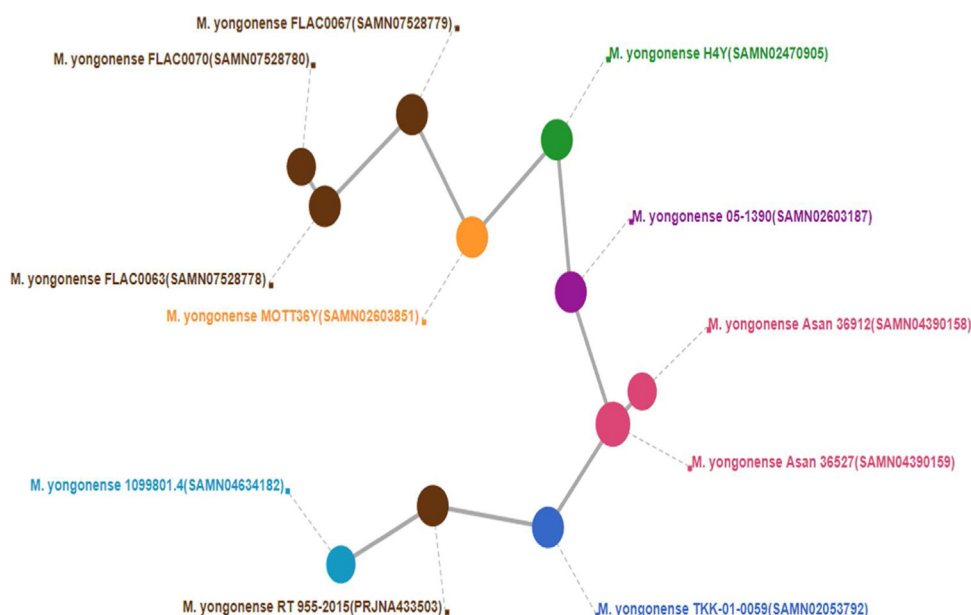 M. yongonense FLAC0067(SAMN07528779)
M. yongonense FLAC0070(SAMN07528780)
M. yongonense H4Y(SAMN02470905)
M. yongonense 05-1390(SAMN02603187)
M. yongonense FLAC0063(SAMN07528778)
M. yongonense MOTT36Y(SAMN02603851)
M. yongonense Asan 36912(SAMN04390158)
M. yongonense Asan 36527(SAMN04390159)
M. yongonense 1099801.4(SAMN04634182)
M. yongonense RT 955-2015(PRJNA433503)
M. yongonense TKK-01-0059(SAMN02053792)